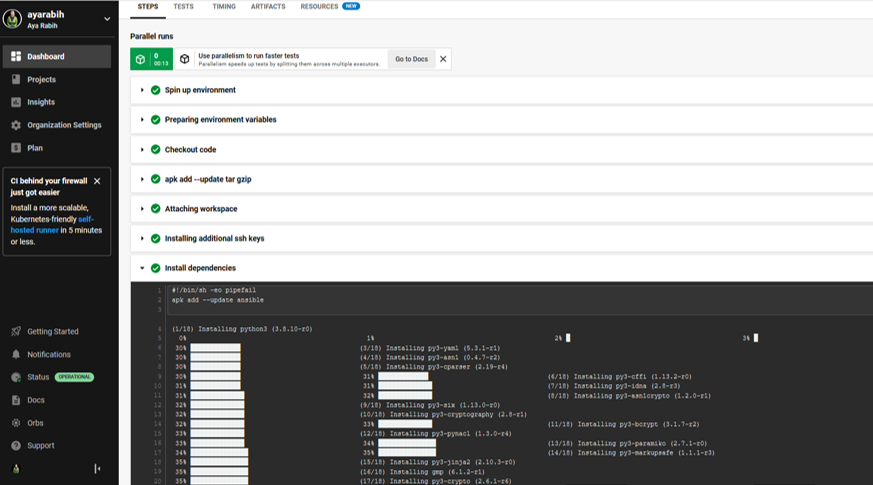 ayarabih
Aya Rabih
Dashboard
Projects
Insights
Organization Settings
Plan
CI behind your firewall
just got easier
Install a more scalable,
Kubernetes-friendly self-
hosted runner in 5 minutes
or less.
Getting Started
Notifications
Status OPERATIONAL
Docs
Orbs
Support
STEPS TESTS TIMING ARTIFACTS RESOURCES NEW
Parallel runs
0
00:13
Use parallelism to run faster tests
Parallelism speeds up tests by splitting them across multiple executors.
Go to Docs
Spin up environment
Preparing environment variables
Checkout code
apk add --update tar gzip
Attaching workspace
Installing additional ssh keys
Install dependencies
1 #!/bin/sh -eo pipefail
2 apk add --update ansible
3
4 (1/18) Installing python3 (3.8.10-r0)
5 0% 1% 2% 3%
6 30% (3/18) Installing py3-yaml (5.3.1-r1)
7 30% (4/18) Installing py3-asn1 (0.4.7-r2)
8 30% (5/18) Installing py3-cparser (2.19-r4)
9 30% 31% (6/18) Installing py3-cffi (1.13.2-r0)
10 31% 31% (7/18) Installing py3-idna (2.8-r3)
11 31% 32% (8/18) Installing py3-asn1crypto (1.2.0-r1)
12 32% (9/18) Installing py3-six (1.13.0-r0)
13 32% (10/18) Installing py3-cryptography (2.8-r1)
14 32% 33% (11/18) Installing py3-bcrypt (3.1.7-r2)
15 33% (12/18) Installing py3-pynacl (1.3.0-r4)
16 33% 34% (13/18) Installing py3-paramiko (2.7.1-r0)
17 34% 35% (14/18) Installing py3-markupsafe (1.1.1-r3)
18 35% (15/18) Installing py3-jinja2 (2.10.3-r0)
19 35% (16/18) Installing gmp (6.1.2-r1)
20 35% (17/18) Installing py3-crypto (2.6.1-r6)